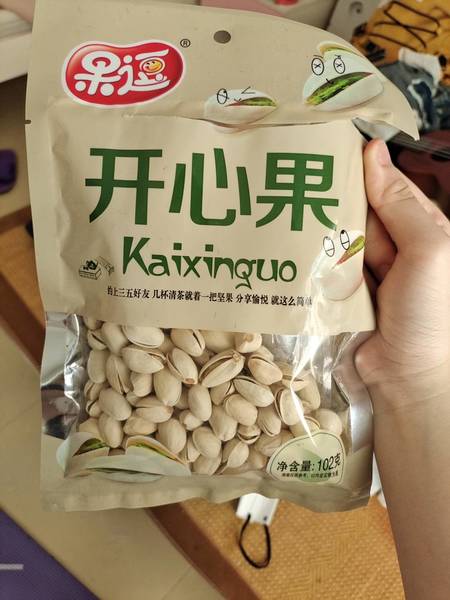 果逗®
开心果
Kaixinguo
约上三五好友 几杯清茶就着一把坚果 分享愉悦 就这么简单
净含量: 102克